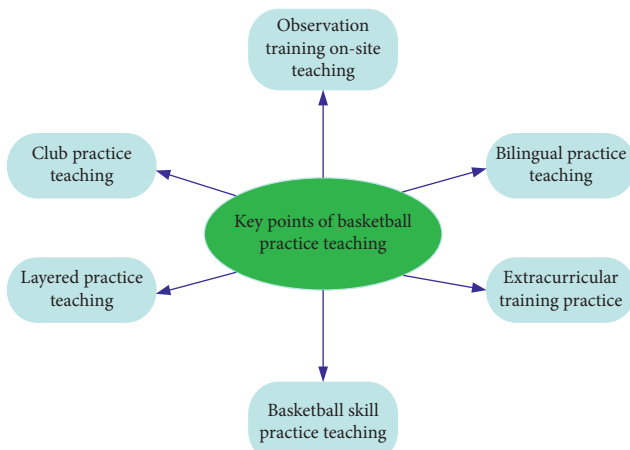 Observation
training on-site
teaching
Club practice
teaching
Bilingual practice
teaching
Key points of basketball
practice teaching
Layered practice
teaching
Extracurricular
training practice
Basketball skill
practice teaching